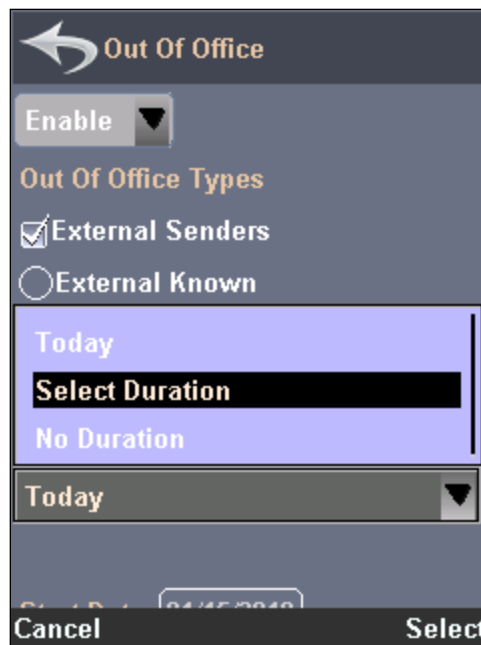 Out Of Office
Enable
Out Of Office Types
External Senders
External Known
Today
Select Duration
No Duration
Today
Cancel Select